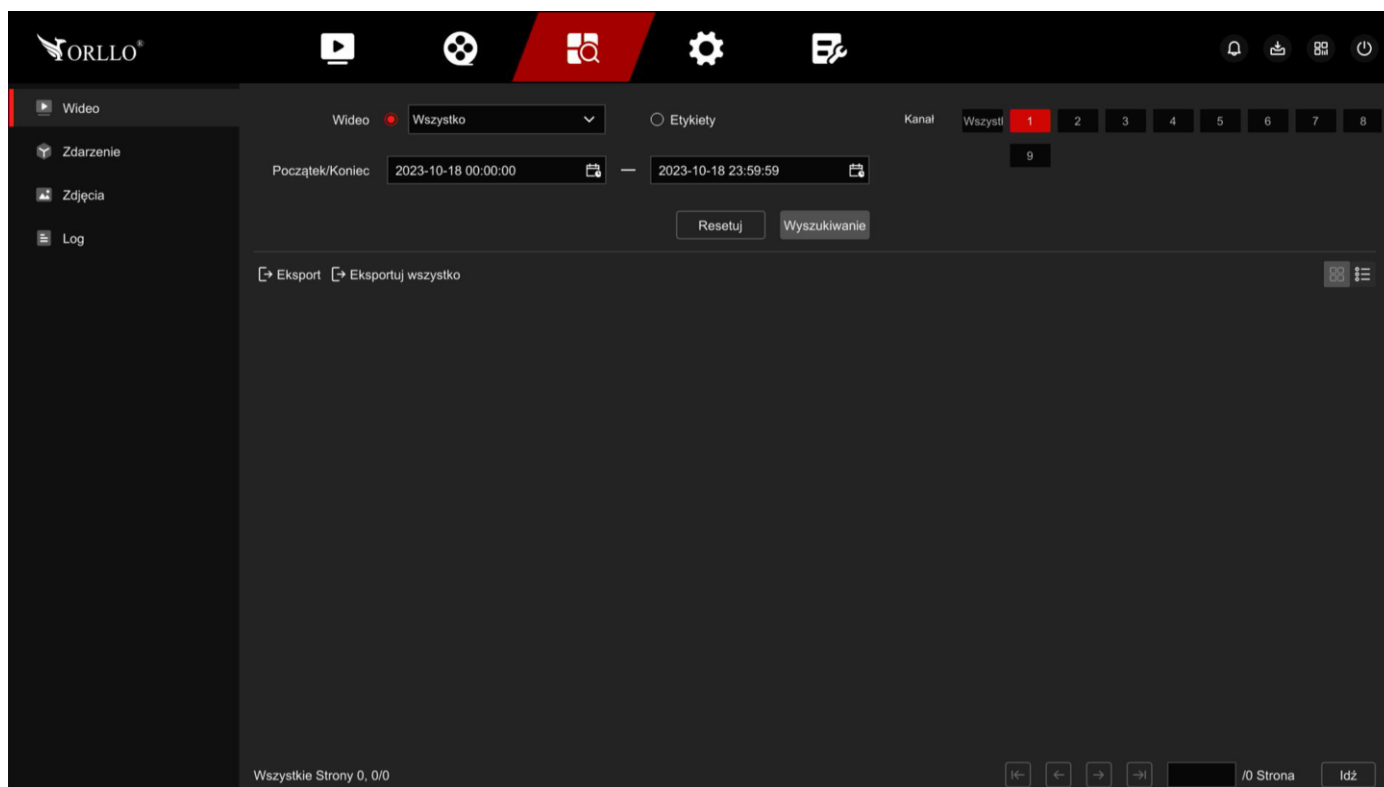 ORLLO®
Wideo
Zdarzenie
Zdjęcia
Log
Wideo Wszystko Etykiety
Kanał Wszystl 1 2 3 4 5 6 7 8
9
Początek/Koniec 2023-10-18 00:00:00 — 2023-10-18 23:59:59
Resetuj Wyszukiwanie
Eksport Eksportuj wszystko
Wszystkie Strony 0, 0/0
/0 Strona Idź